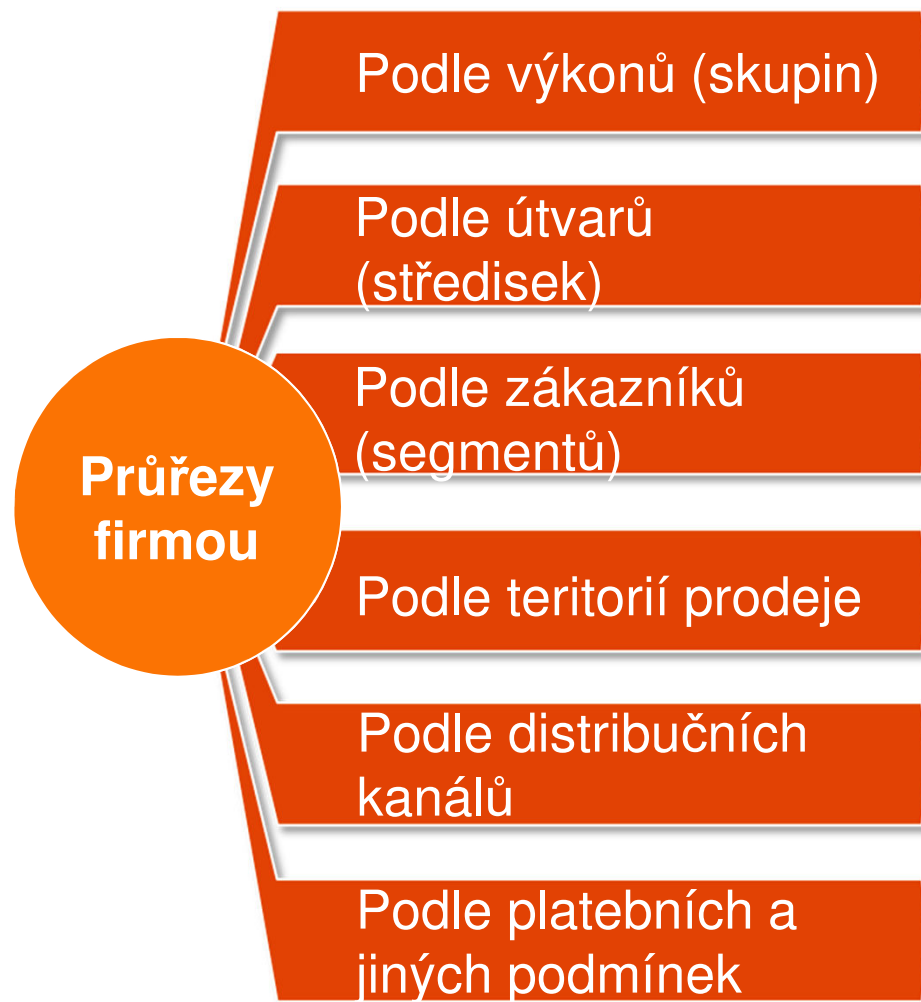 Podle výkonů (skupin)
Podle útvarů
(středisek)
Podle zákazníků
(segmentů)
Průřezy
firmou
Podle teritorií prodeje
Podle distribučních
kanálů
Podle platebních a
jiných podmínek